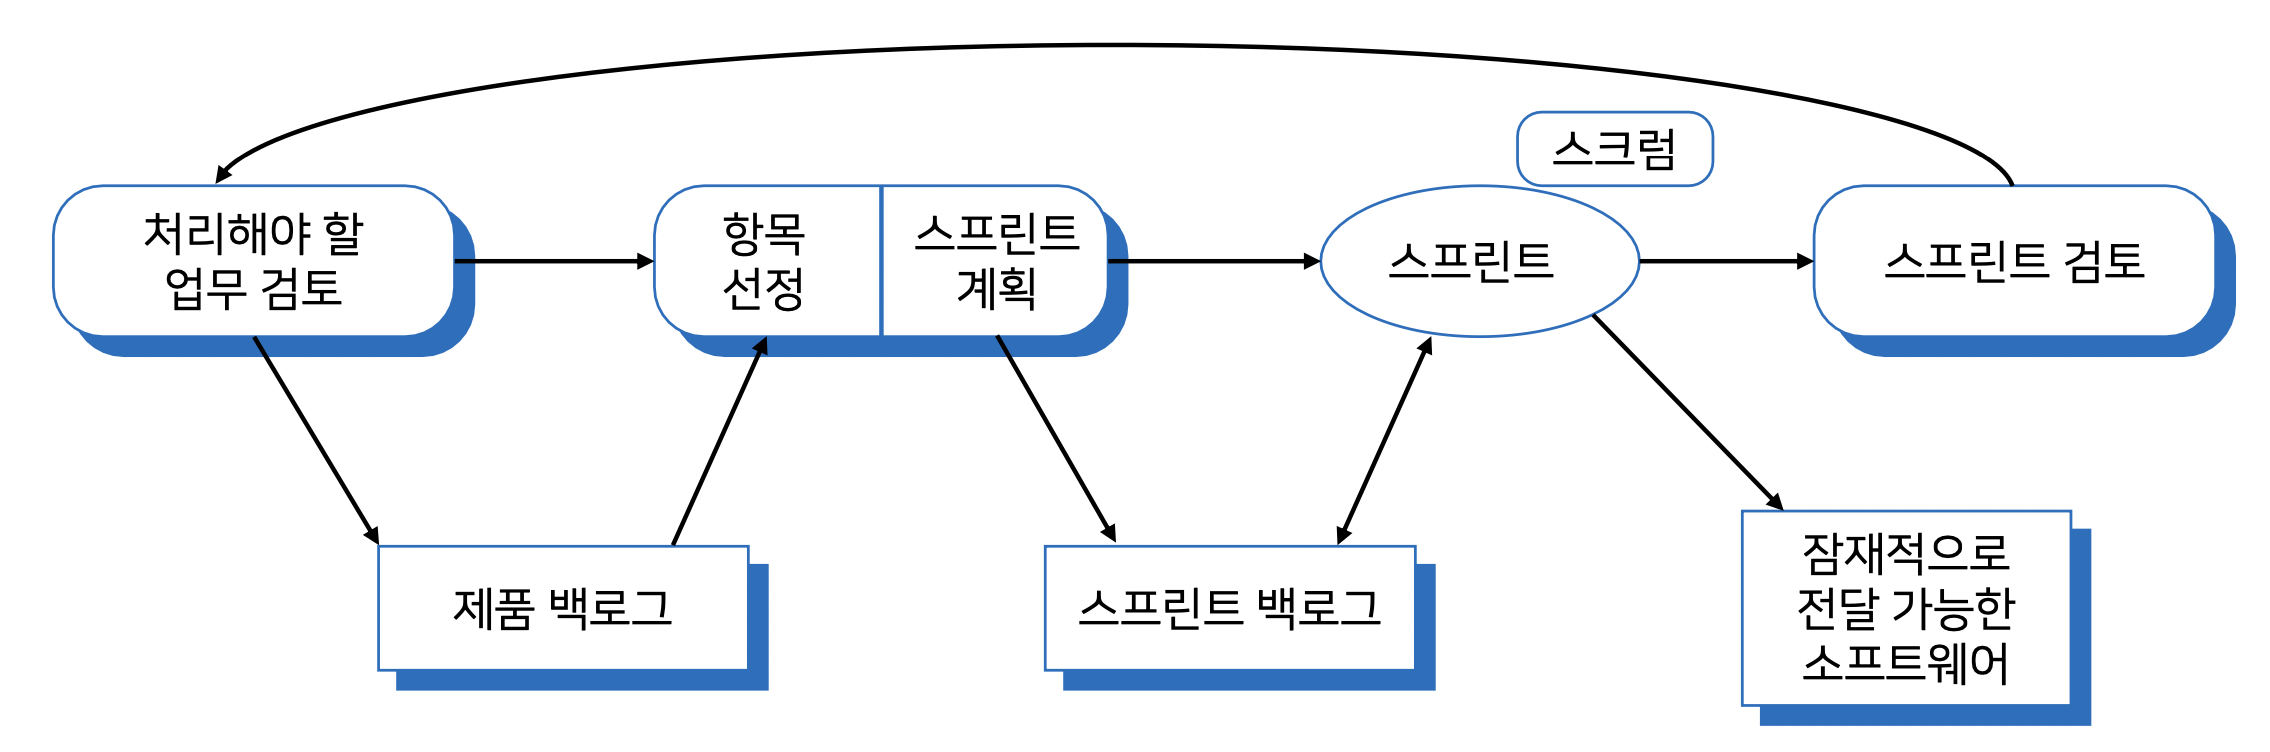 스크럼
처리해야 할
업무 검토
항목
선정
스프린트
계획
스프린트
스프린트 검토
제품 백로그
스프린트 백로그
잠재적으로
전달 가능한
소프트웨어